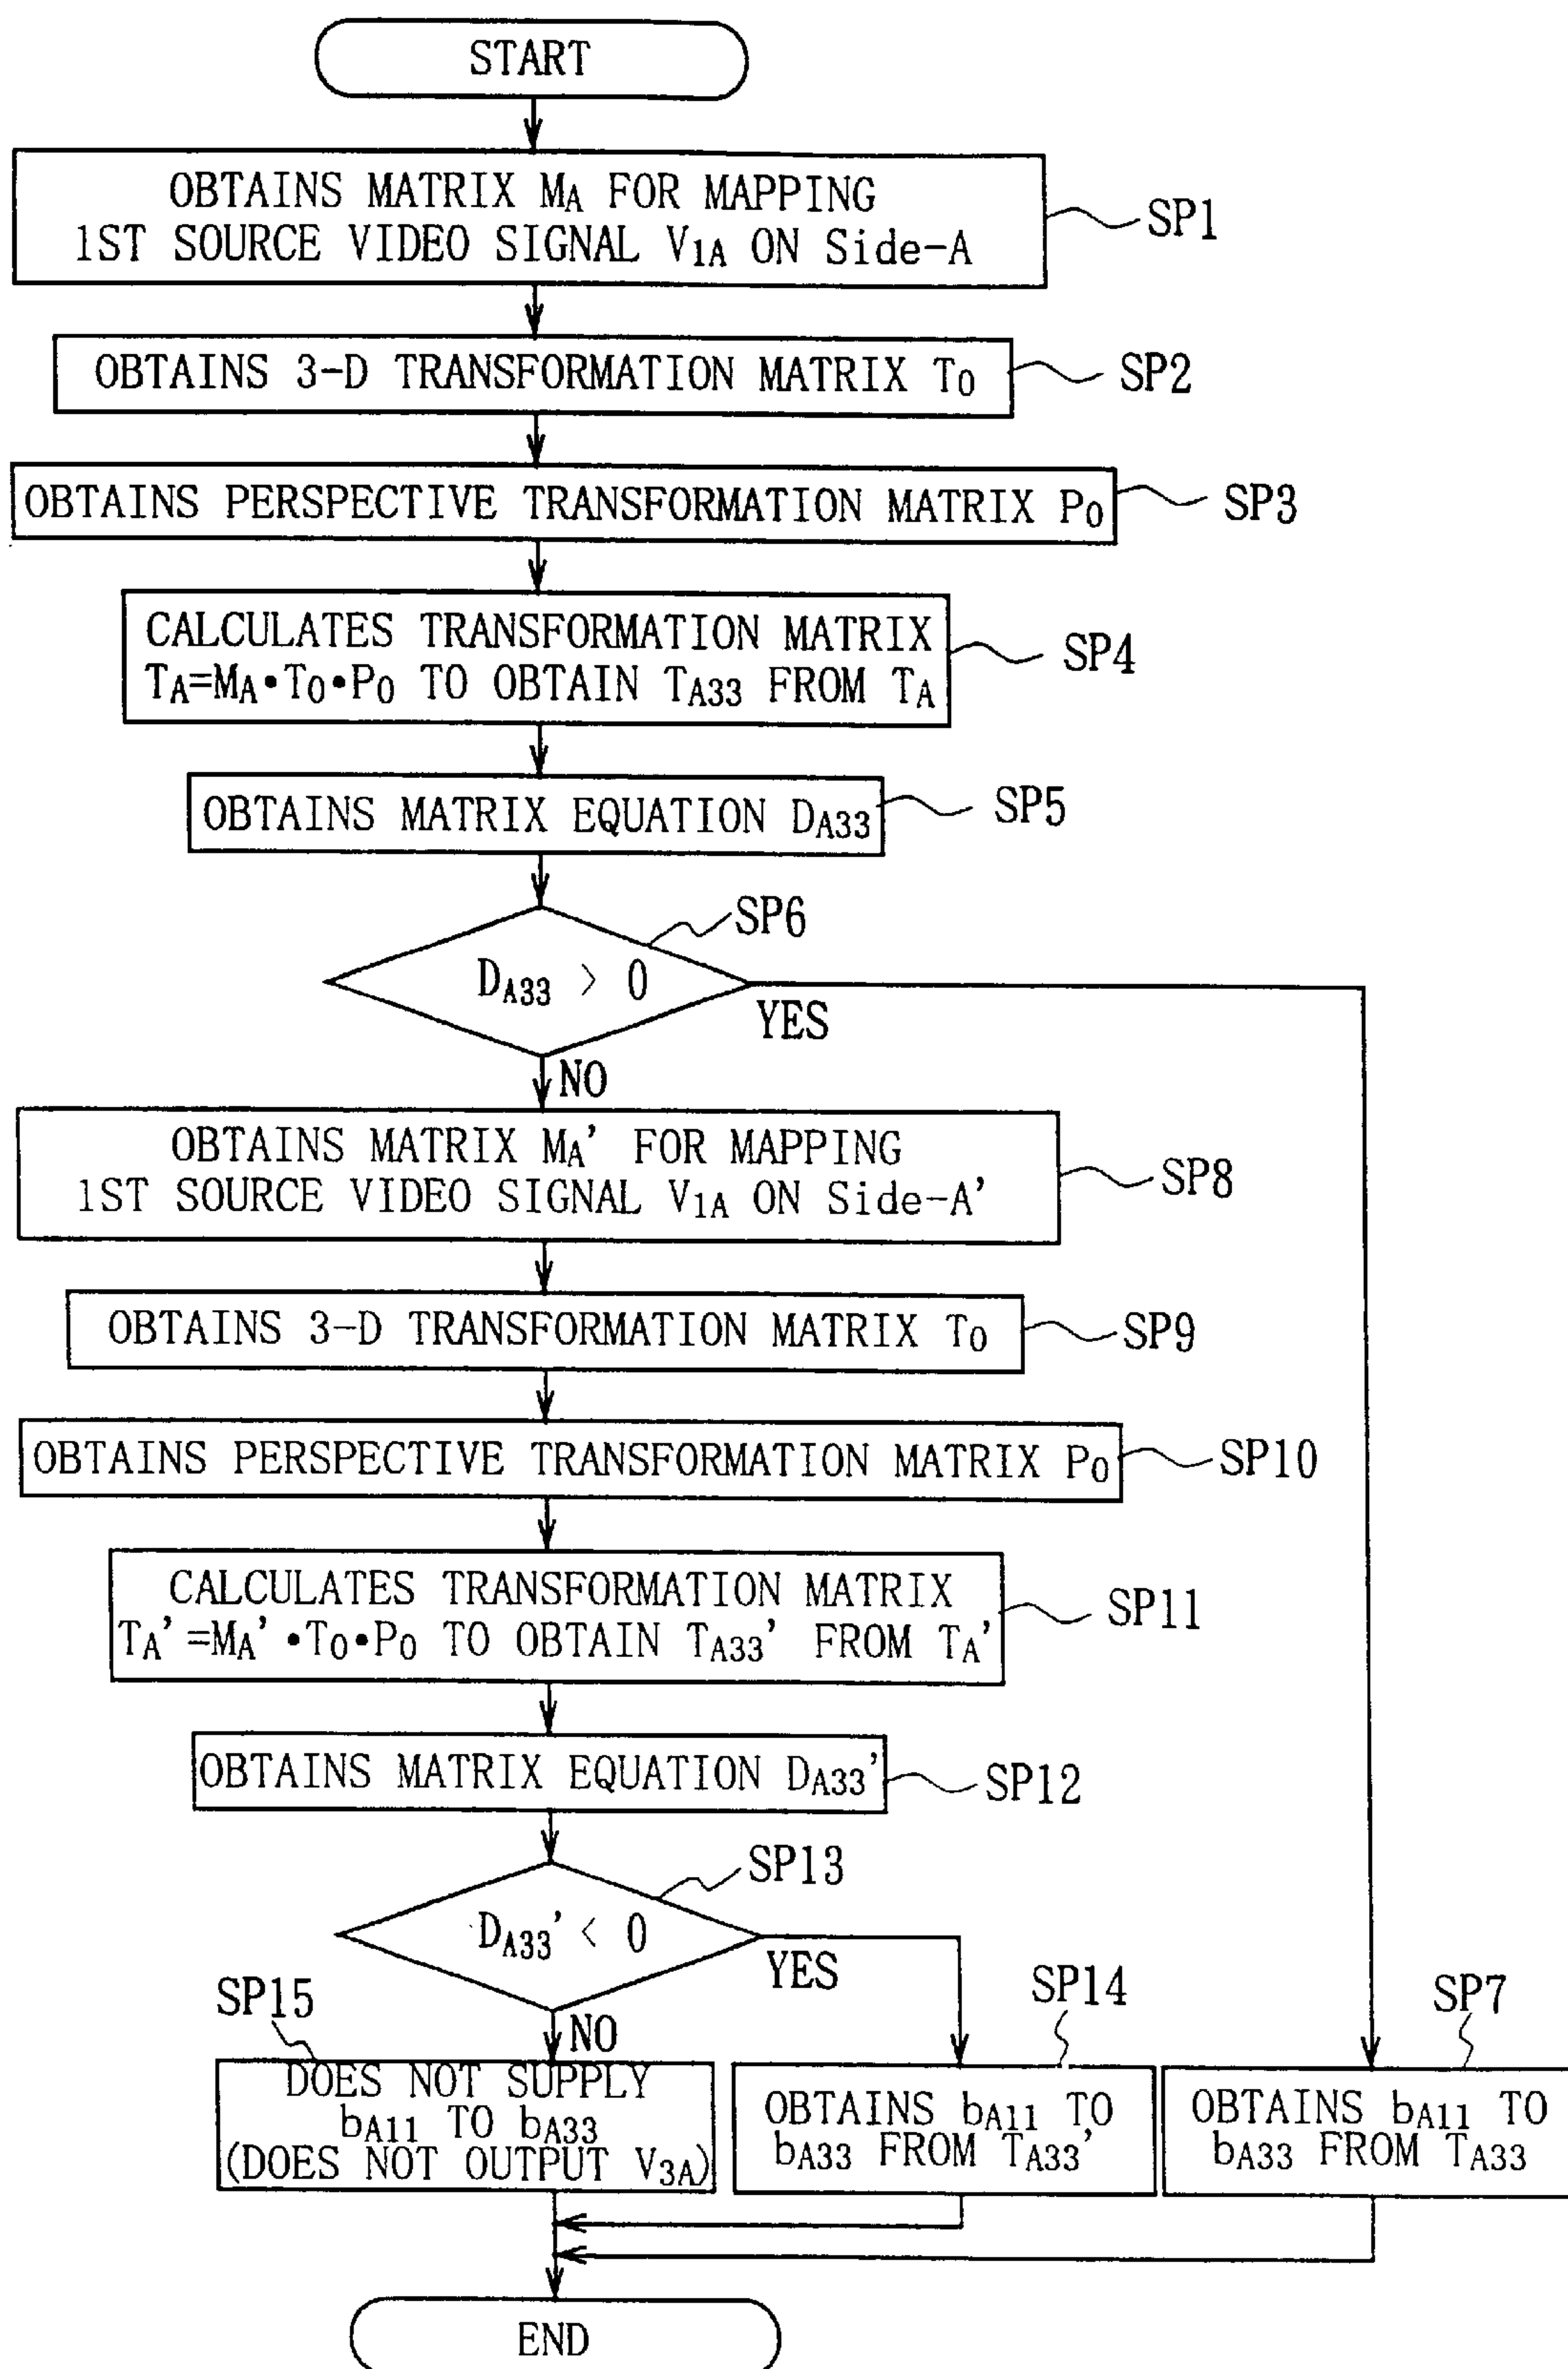 START
OBTAINS MATRIX MA FOR MAPPING
1ST SOURCE VIDEO SIGNAL V1A ON Side-A
SP1
OBTAINS 3-D TRANSFORMATION MATRIX T0
SP2
OBTAINS PERSPECTIVE TRANSFORMATION MATRIX P0
SP3
CALCULATES TRANSFORMATION MATRIX
TA=MA•T0•P0 TO OBTAIN TA33 FROM TA
SP4
OBTAINS MATRIX EQUATION DA33
SP5
SP6
DA33 > 0
YES
NO
OBTAINS MATRIX MA' FOR MAPPING
1ST SOURCE VIDEO SIGNAL V1A ON Side-A'
SP8
OBTAINS 3-D TRANSFORMATION MATRIX T0
SP9
OBTAINS PERSPECTIVE TRANSFORMATION MATRIX P0
SP10
CALCULATES TRANSFORMATION MATRIX
TA'=MA'•T0•P0 TO OBTAIN TA33' FROM TA'
SP11
OBTAINS MATRIX EQUATION DA33'
SP12
SP13
DA33' < 0
YES
NO
SP15
DOES NOT SUPPLY
bA11 TO bA33
(DOES NOT OUTPUT V3A)
SP14
OBTAINS bA11 TO
bA33 FROM TA33'
SP7
OBTAINS bA11 TO
bA33 FROM TA33
END